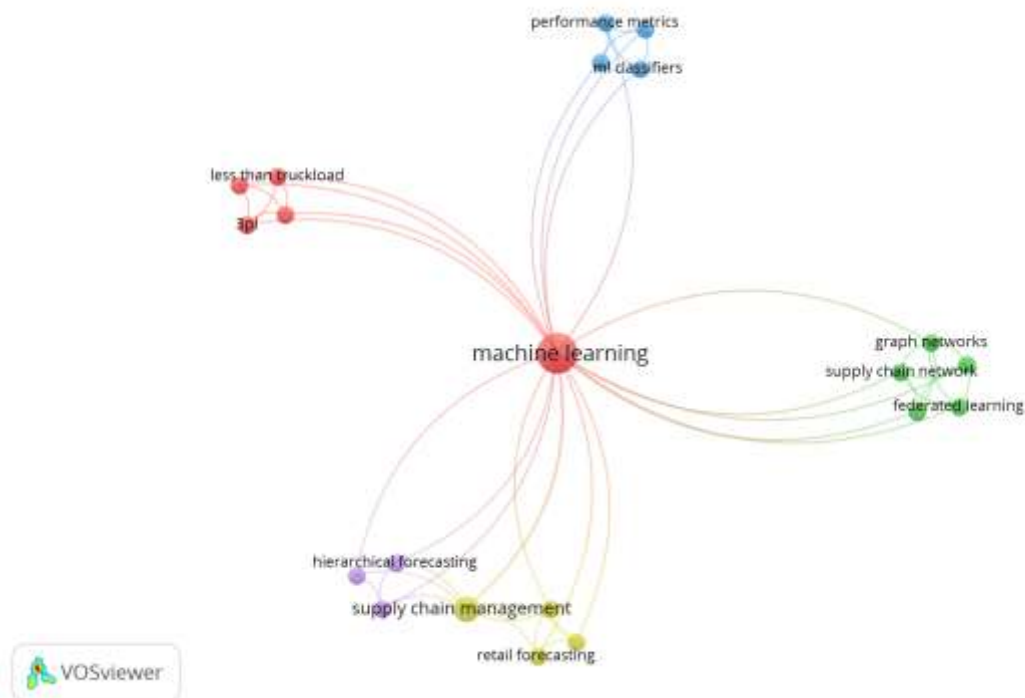 performance metrics
ml classifiers
less than truckload
3pl
machine learning
graph networks
supply chain network
federated learning
hierarchical forecasting
supply chain management
retail forecasting
VOSviewer